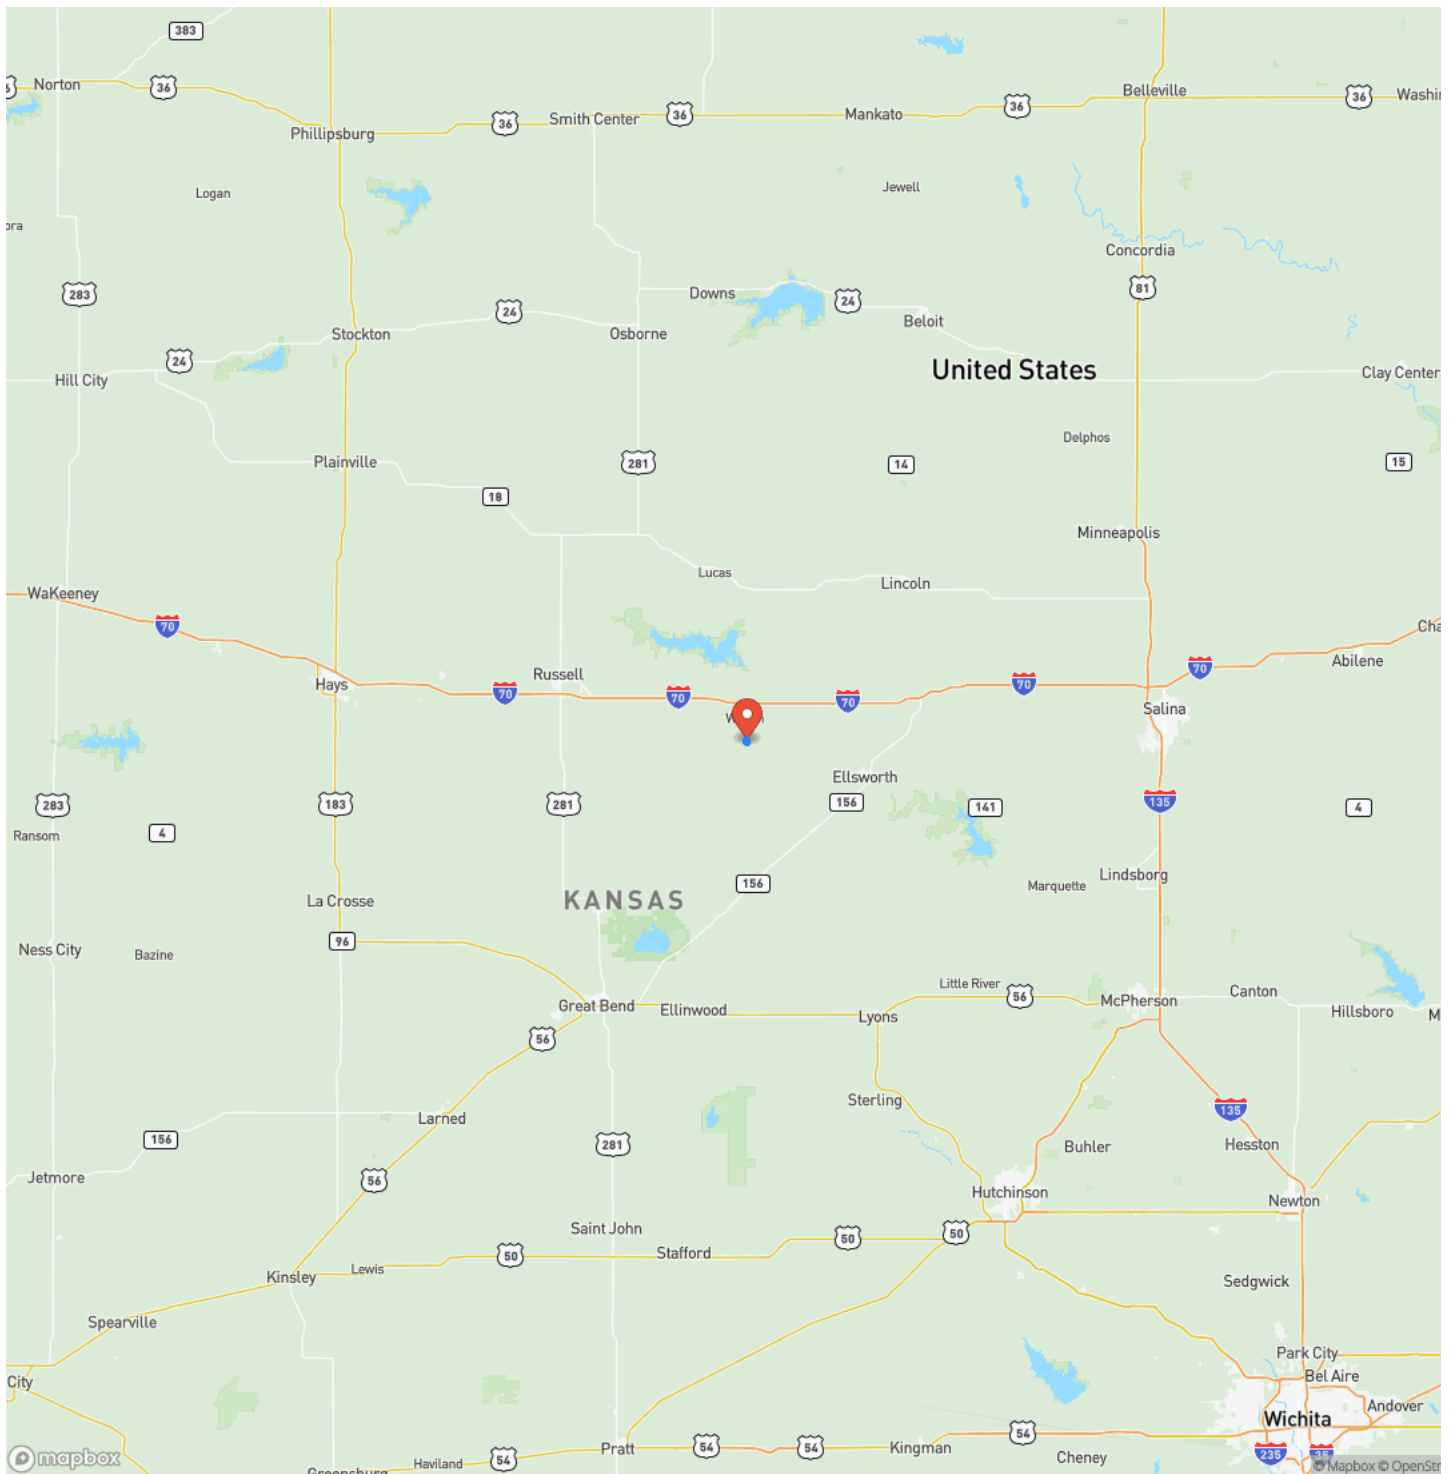 383
Norton
36
36
Belleville
36
Washin
36
Smith Center
36
Mankato
36
Phillipsburg
Logan
Jewell
ora
Concordia
283
Downs
24
81
24
Stockton
Osborne
Beloit
24
United States
Hill City
Clay Center
Delphos
Plainville
281
14
15
18
Minneapolis
Lucas
Lincoln
WaKeeney
70
Cha
Abilene
Russell
70
Hays
70
70
70
70
Salina
Ellsworth
283
183
281
156
141
135
4
Ransom
4
Lindsborg
156
Marquette
KANSAS
La Crosse
96
Ness City
Bazine
Little River
56
Canton
McPherson
Great Bend
Ellinwood
Lyons
Hillsboro
M
56
Sterling
135
Larned
156
281
Buhler
Hesston
Jetmore
56
Hutchinson
Newton
Saint John
50
50
Stafford
50
Lewis
Kinsley
Sedgwick
Spearville
Park City
City
Bel Aire
Andover
Wichita
54
Pratt
54
54
Kingman
235
35
mapbox
Haviland
54
Cheney
Greensburg
© Mapbox © OpenStr